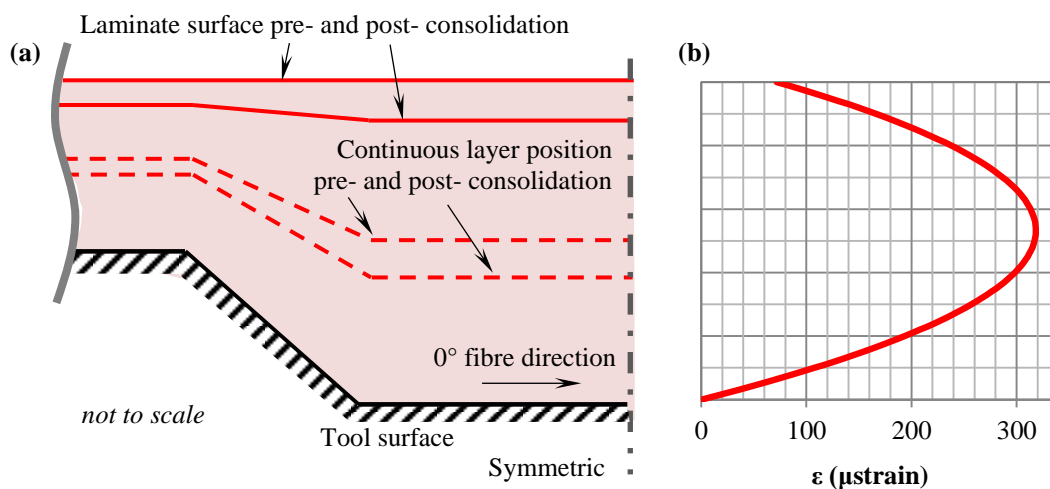 Laminate surface pre- and post- consolidation
(a)
Continuous layer position
pre- and post- consolidation
0° fibre direction
not to scale
Tool surface
Symmetric
(b)
0 100 200 300
ε (µstrain)